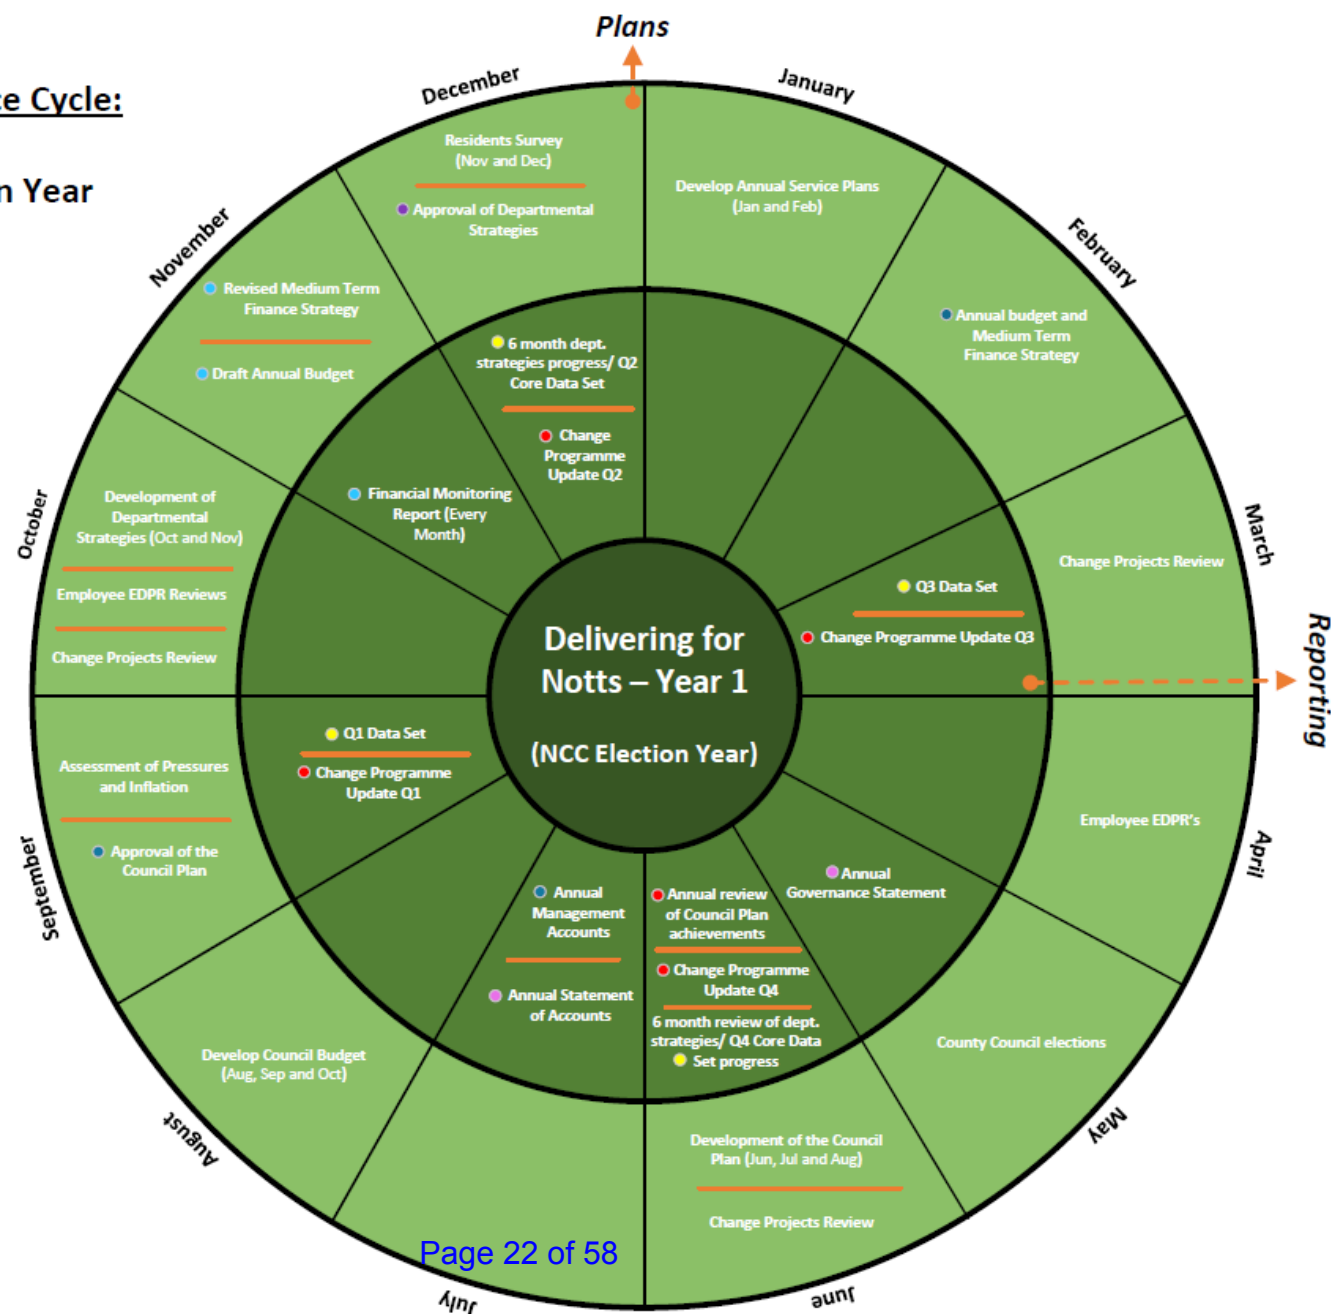 Plans
ce Cycle:
n Year
January
Develop Annual Service Plans
(Jan and Feb)
February
Annual budget and
Medium Term
Finance Strategy
March
Change Projects Review
Q3 Data Set
Change Programme Update Q3
Reporting
April
Employee EDPR's
May
County Council elections
Annual
Governance Statement
June
Development of the Council
Plan (Jun, Jul and Aug)
Change Projects Review
Annual review
of Council Plan
achievements
Change Programme
Update Q4
6 month review of dept.
strategies/ Q4 Core Data
Set progress
July
Annual
Management
Accounts
Annual Statement
of Accounts
August
Develop Council Budget
(Aug, Sep and Oct)
September
Assessment of Pressures
and Inflation
Approval of the
Council Plan
Q1 Data Set
Change Programme
Update Q1
October
Development of
Departmental
Strategies (Oct and Nov)
Employee EDPR Reviews
Change Projects Review
November
Revised Medium Term
Finance Strategy
Draft Annual Budget
Financial Monitoring
Report (Every
Month)
December
Residents Survey
(Nov and Dec)
Approval of Departmental
Strategies
6 month dept.
strategies progress/ Q2
Core Data Set
Change
Programme
Update Q2
Delivering for
Notts – Year 1
(NCC Election Year)
Page 22 of 58